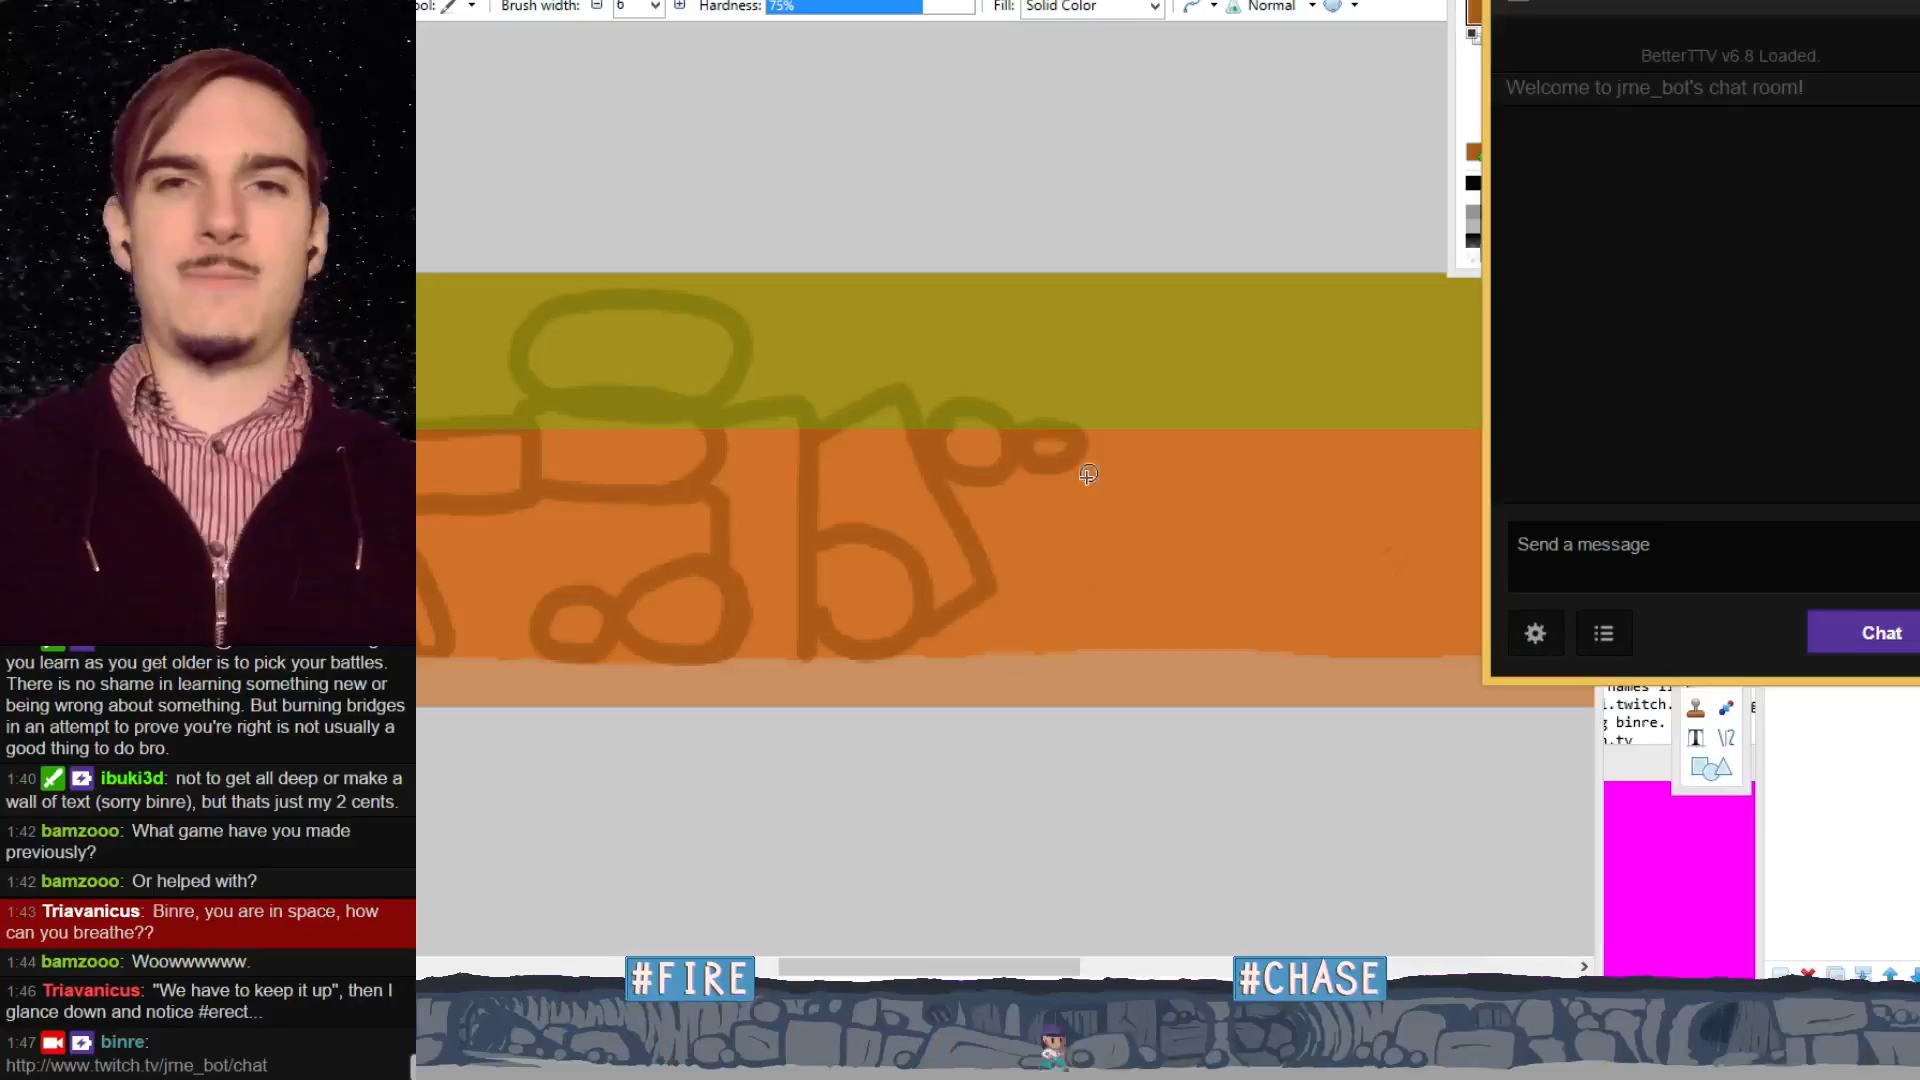 Brush width: 6 Hardness: 75% Fill: Solid Color Normal
BetterTTV v6.8 Loaded.
Welcome to jrne_bot's chat room!
Send a message
Chat
you learn as you get older is to pick your battles.
There is no shame in learning something new or
being wrong about something. But burning bridges
in an attempt to prove you're right is not usually a
good thing to do bro.
1:40 ibuki3d: not to get all deep or make a
wall of text (sorry binre), but thats just my 2 cents.
1:42 bamzooo: What game have you made
previously?
1:42 bamzooo: Or helped with?
1:43 Triavanicus: Binre, you are in space, how
can you breathe??
1:44 bamzooo: Woowwwwww.
1:46 Triavanicus: "We have to keep it up", then I
glance down and notice #erect...
1:47 binre:
http://www.twitch.tv/jrne_bot/chat
#FIRE
#CHASE
.twitch.
binre.